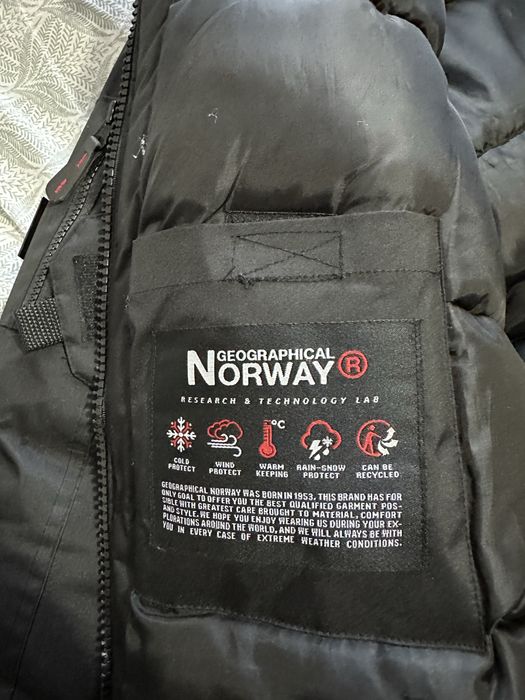 GEOGRAPHICAL
NORWAY ®
RESEARCH & TECHNOLOGY LAB
°C
COLD PROTECT
WIND PROTECT
WARM KEEPING
RAIN-SNOW PROTECT
CAN BE RECYCLED
GEOGRAPHICAL NORWAY WAS BORN IN 1953. THIS BRAND HAS FOR
ONLY GOAL TO OFFER YOU THE BEST QUALIFIED GARMENT POS-
SIBLE WITH GREATEST CARE BROUGHT TO MATERIAL, COMFORT
AND STYLE. WE HOPE YOU ENJOY WEARING US DURING YOUR EX-
PLORATIONS AROUND THE WORLD, AND WE WILL ALWAYS BE WITH
YOU IN EVERY CASE OF EXTREME WEATHER CONDITIONS.